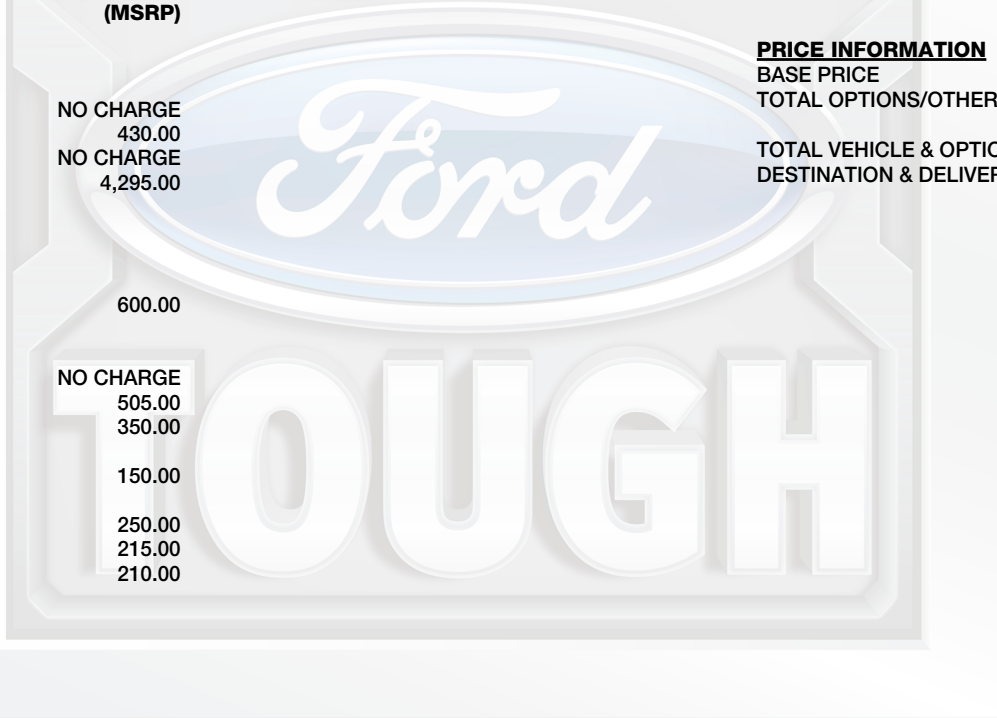 (MSRP)
NO CHARGE
430.00
NO CHARGE
4,295.00
600.00
NO CHARGE
505.00
350.00
150.00
250.00
215.00
210.00
PRICE INFORMATION
BASE PRICE
TOTAL OPTIONS/OTHER
TOTAL VEHICLE & OPTIO
DESTINATION & DELIVER
Ford
TOUGH